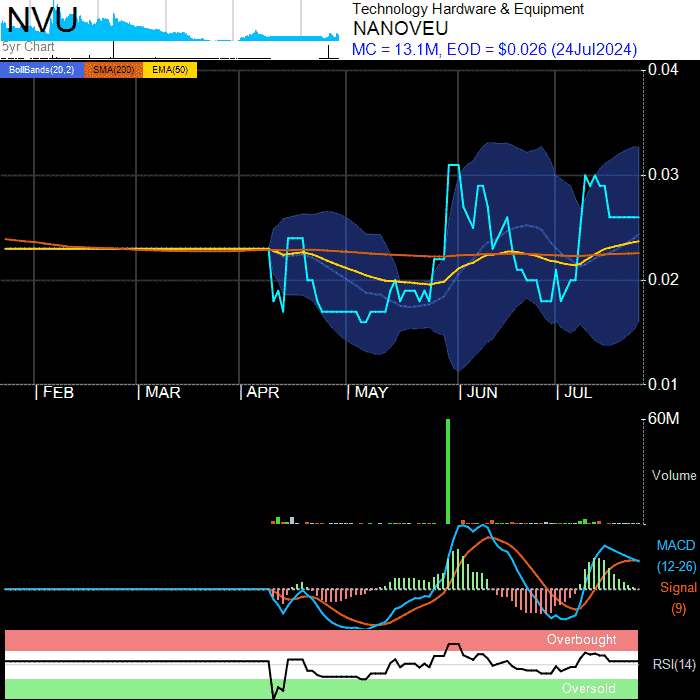 NVU
5yr Chart
Technology Hardware & Equipment
NANOVEU
MC = 13.1M, EOD = $0.026 (24Jul2024)
BollBands(20,2) SMA(200) EMA(50)
0.04
0.03
0.02
0.01
FEB MAR APR MAY JUN JUL
60M
Volume
MACD
(12-26)
Signal
(9)
Overbought
RSI(14)
Oversold